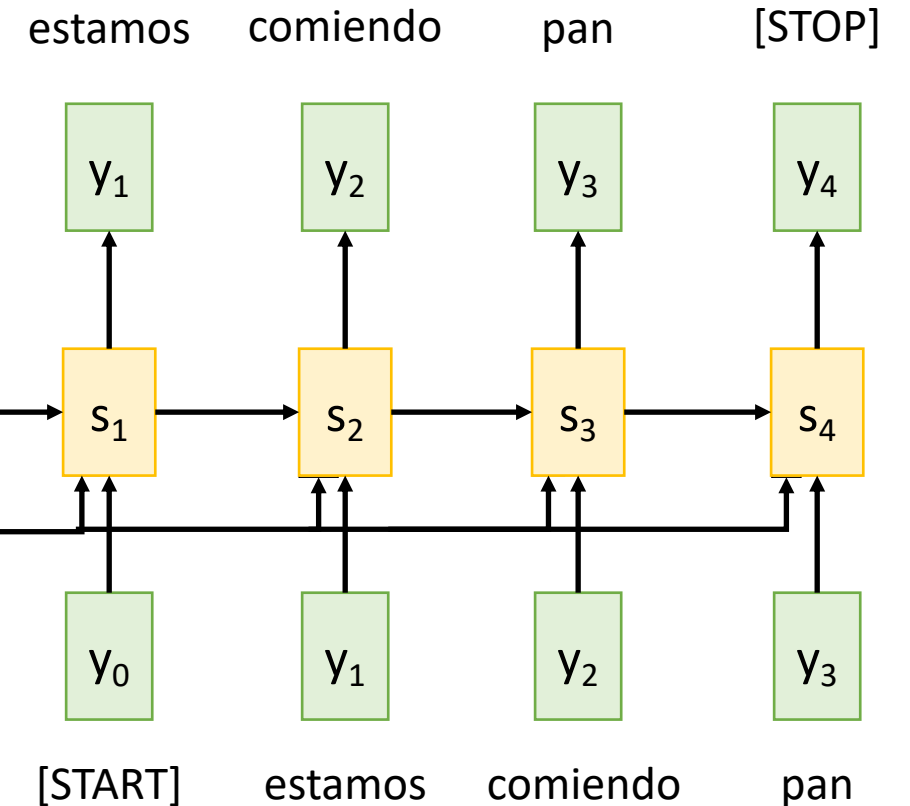 estamos comiendo pan [STOP]
y₁ y₂ y₃ y₄
s₁ s₂ s₃ s₄
y₀ y₁ y₂ y₃
[START] estamos comiendo pan